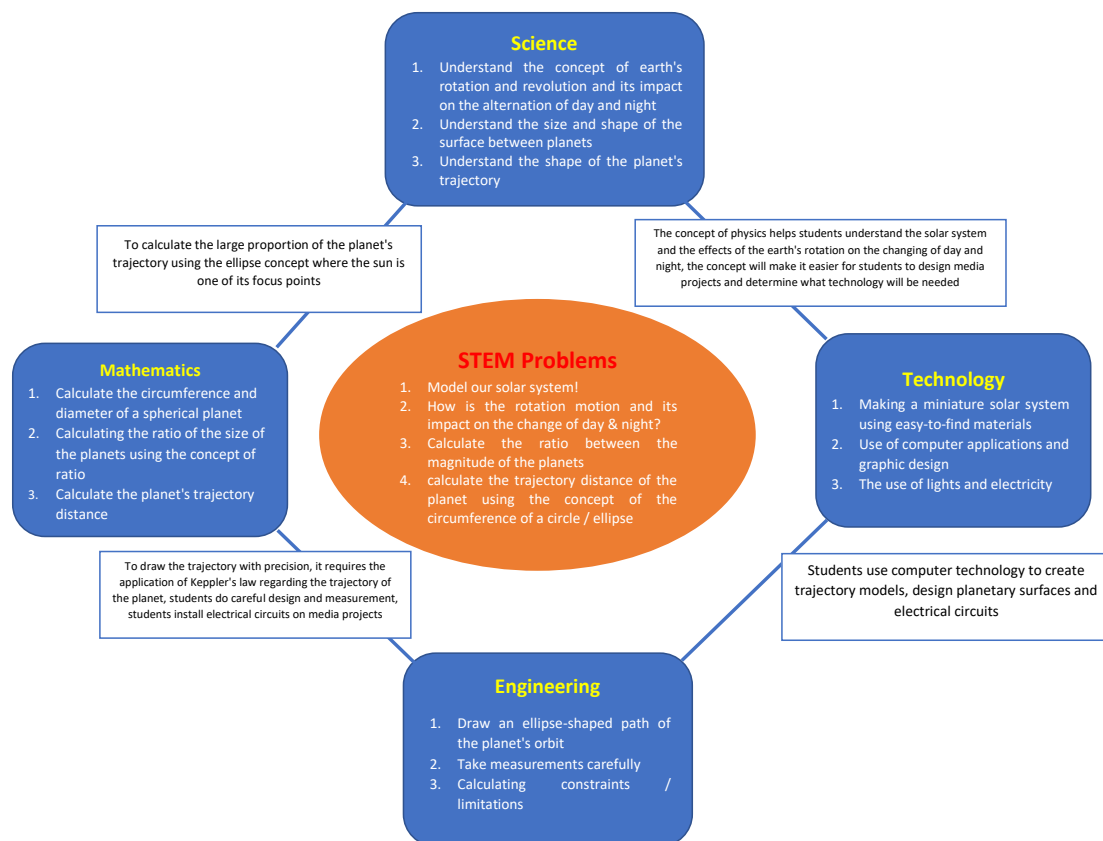 Science
1. Understand the concept of earth's
rotation and revolution and its impact
on the alternation of day and night
2. Understand the size and shape of the
surface between planets
3. Understand the shape of the planet's
trajectory
To calculate the large proportion of the planet's
trajectory using the ellipse concept where the sun is
one of its focus points
The concept of physics helps students understand the solar system
and the effects of the earth's rotation on the changing of day and
night, the concept will make it easier for students to design media
projects and determine what technology will be needed
Mathematics
1. Calculate the circumference and
diameter of a spherical planet
2. Calculating the ratio of the size of
the planets using the concept of
ratio
3. Calculate the planet's trajectory
distance
STEM Problems
1. Model our solar system!
2. How is the rotation motion and its
impact on the change of day & night?
3. Calculate the ratio between the
magnitude of the planets
4. calculate the trajectory distance of the
planet using the concept of the
circumference of a circle / ellipse
Technology
1. Making a miniature solar system
using easy-to-find materials
2. Use of computer applications and
graphic design
3. The use of lights and electricity
To draw the trajectory with precision, it requires the
application of Keppler's law regarding the trajectory of
the planet, students do careful design and measurement,
students install electrical circuits on media projects
Students use computer technology to create
trajectory models, design planetary surfaces and
electrical circuits
Engineering
1. Draw an ellipse-shaped path of
the planet's orbit
2. Take measurements carefully
3. Calculating constraints /
limitations